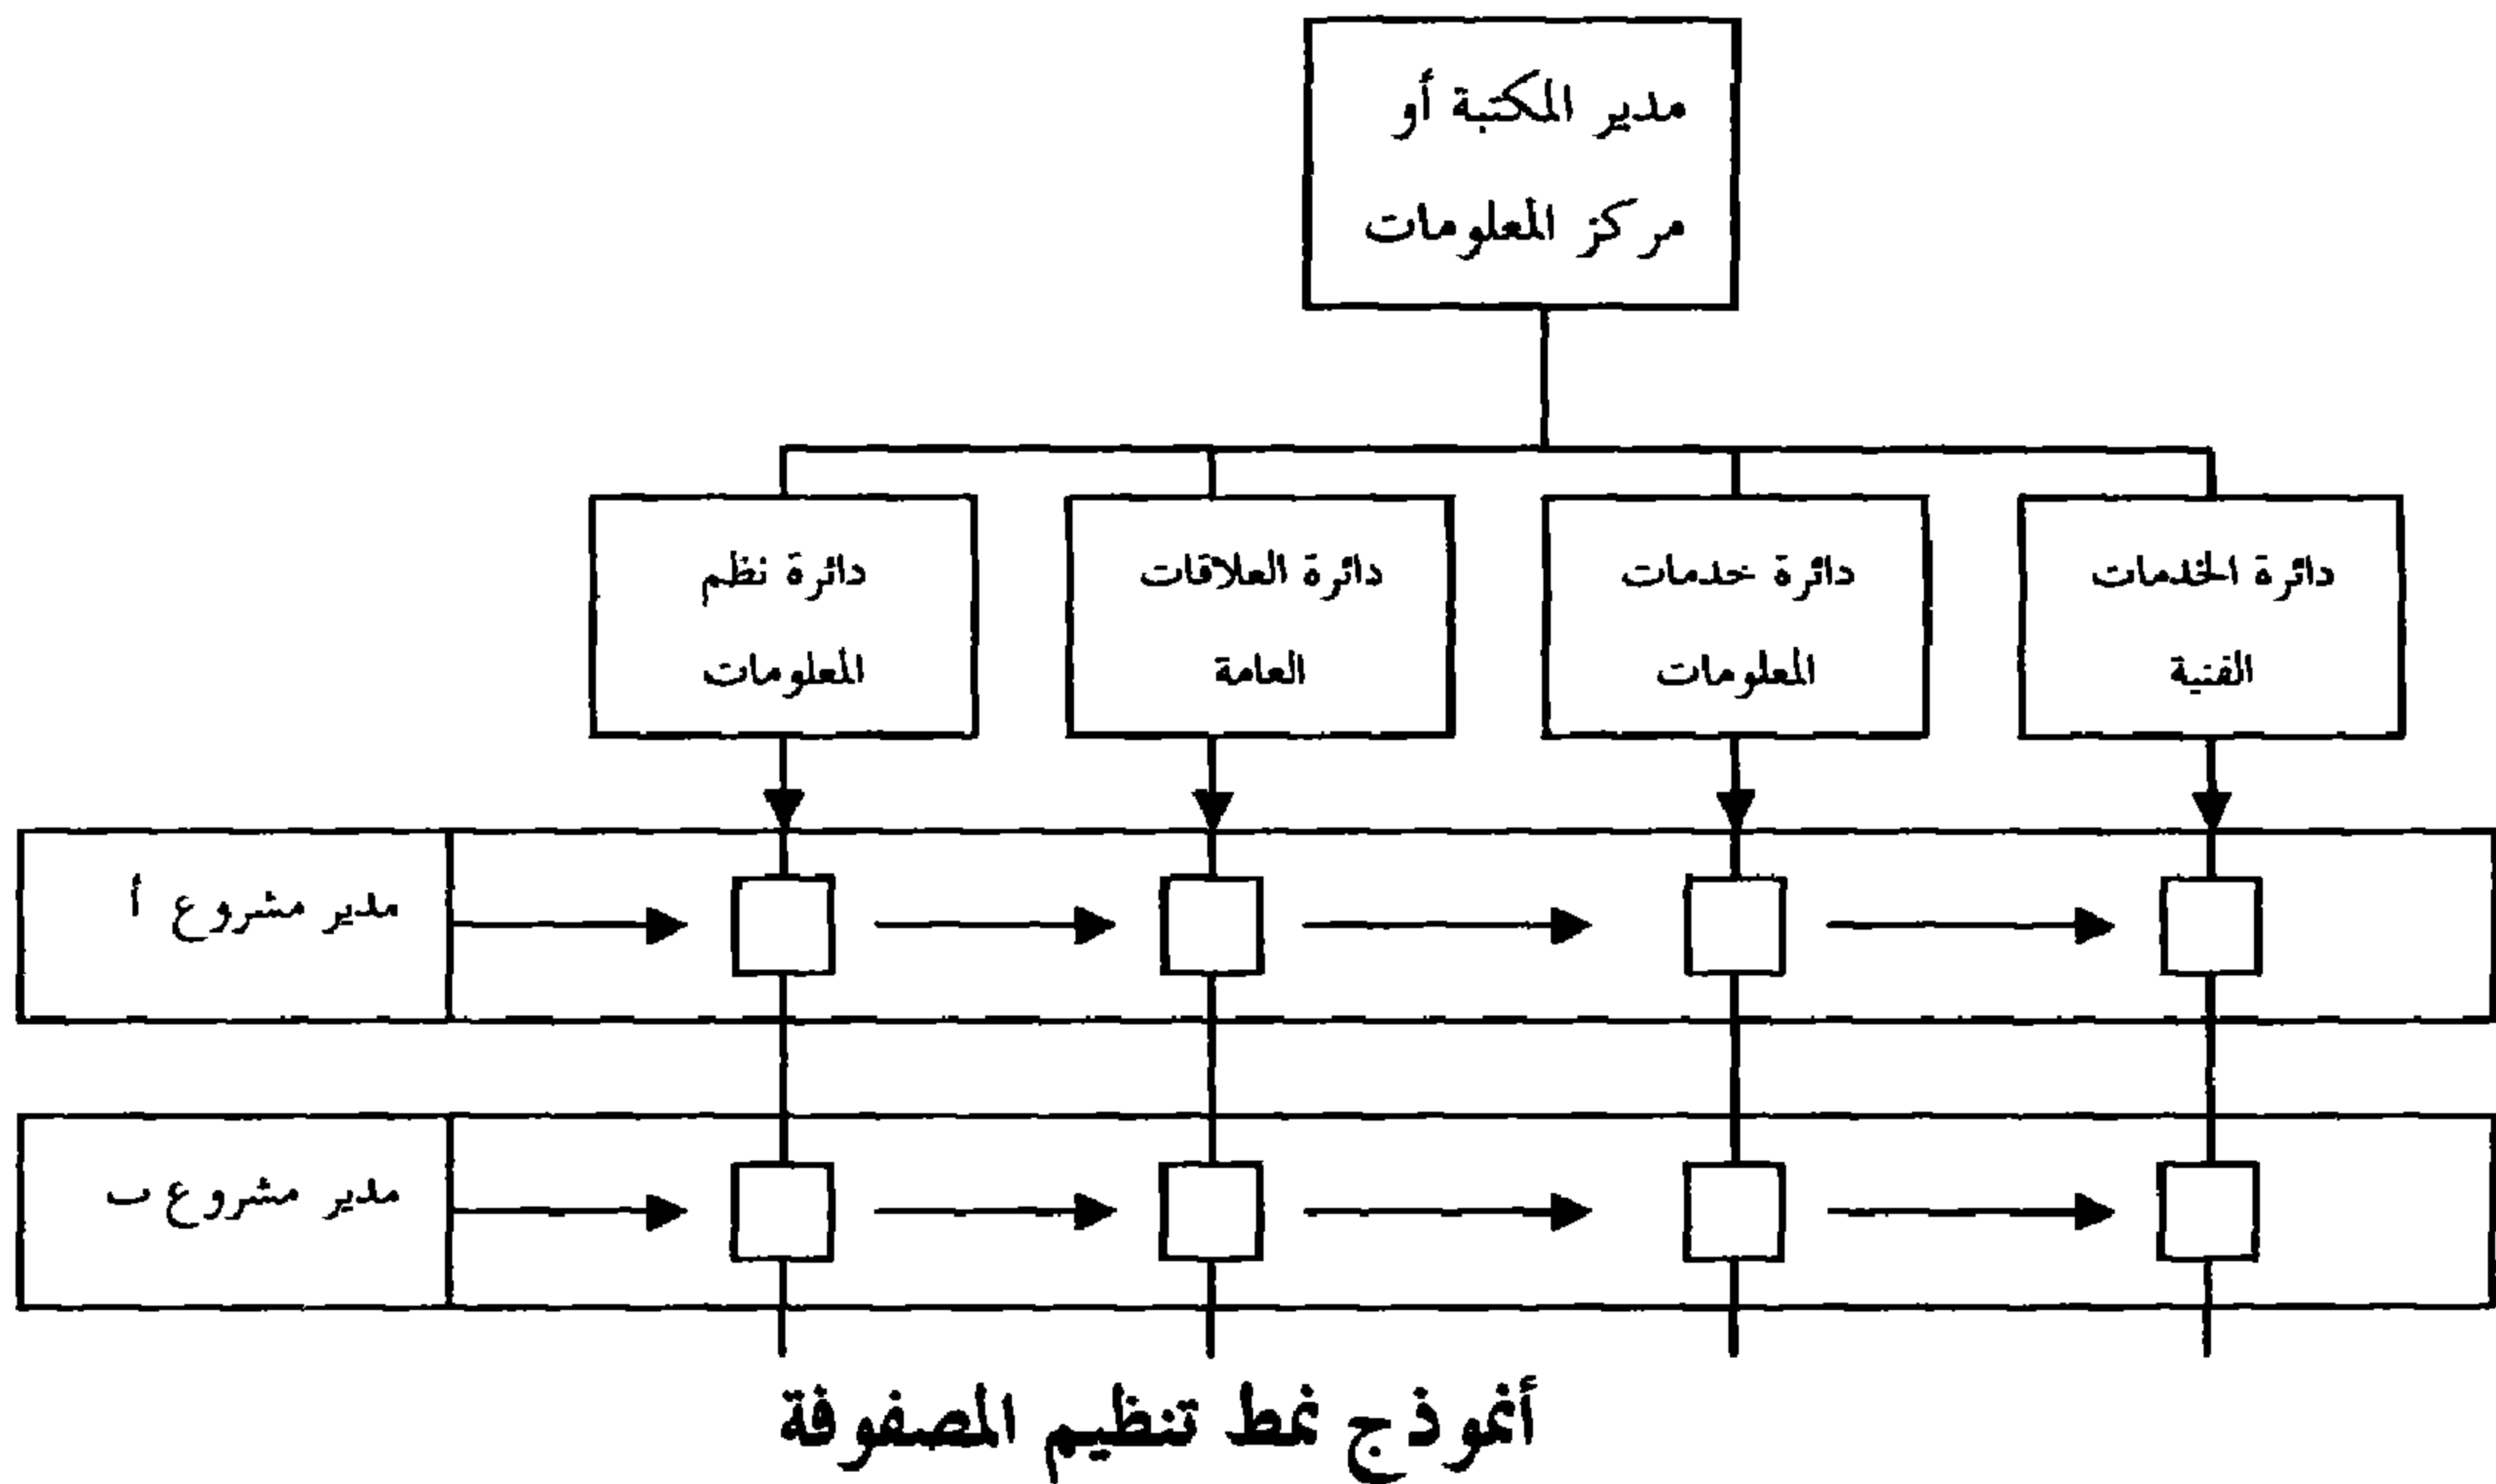 مدير المكتبة أو
مركز المعلومات
دائرة الخدمات
الفنية
دائرة خدمات
المعلومات
دائرة العلاقات
العامة
دائرة نظم
المعلومات
مدير مشروع أ
مدير مشروع ب
أنموذج نمط تنظيم المصفوفة